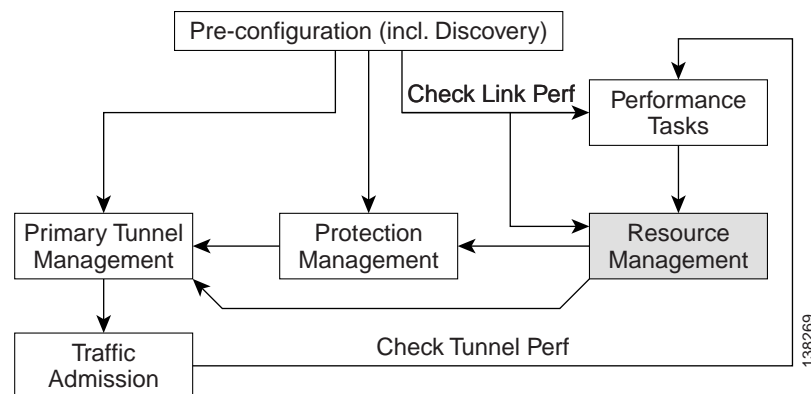 Pre-configuration (incl. Discovery)
Check Link Perf
Performance
Tasks
Primary Tunnel
Management
Protection
Management
Resource
Management
Traffic
Admission
Check Tunnel Perf
138269